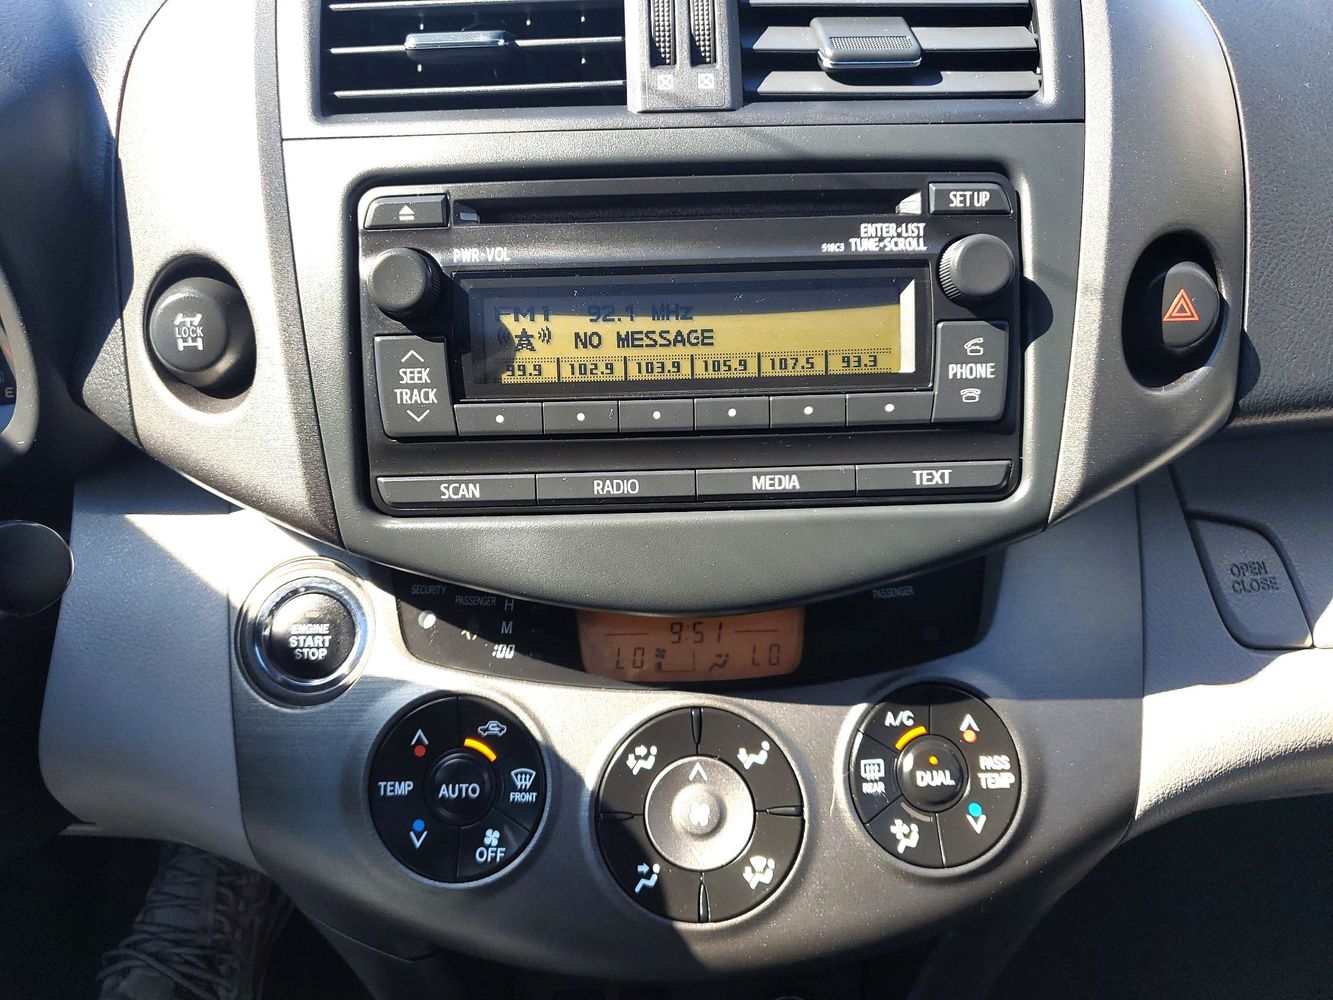 SET UP
ENTER•LIST
518C3 TUNE•SCROLL
PWR•VOL
FM1 92.1 MHz
NO MESSAGE
99.9 102.9 103.9 105.9 107.5 93.3
LOCK
SEEK
TRACK
PHONE
SCAN RADIO MEDIA TEXT
E
OPEN
CLOSE
SECURITY PASSENGER H
M
:00
PASSENGER
9:51
LO LO
ENGINE
START
STOP
TEMP AUTO FRONT
OFF
A/C
REAR DUAL PASS
TEMP